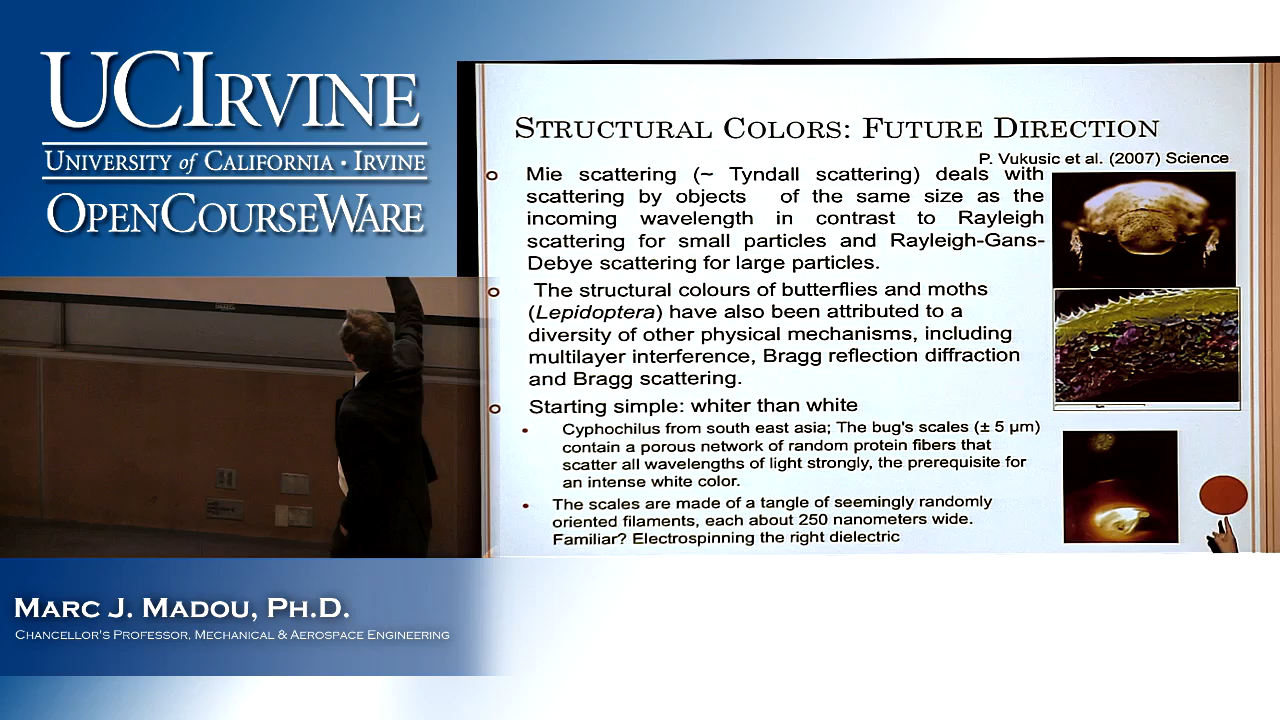 UCIRVINE
UNIVERSITY of CALIFORNIA · IRVINE
OPENCOURSEWARE
STRUCTURAL COLORS: FUTURE DIRECTION
P. Vukusic et al. (2007) Science
Mie scattering (~ Tyndall scattering) deals with
scattering by objects of the same size as the
incoming wavelength in contrast to Rayleigh
scattering for small particles and Rayleigh-Gans-
Debye scattering for large particles.
The structural colours of butterflies and moths
(Lepidoptera) have also been attributed to a
diversity of other physical mechanisms, including
multilayer interference, Bragg reflection diffraction
and Bragg scattering.
Starting simple: whiter than white
Cyphochilus from south east asia; The bug's scales (± 5 µm)
contain a porous network of random protein fibers that
scatter all wavelengths of light strongly, the prerequisite for
an intense white color.
The scales are made of a tangle of seemingly randomly
oriented filaments, each about 250 nanometers wide.
Familiar? Electrospinning the right dielectric
MARC J. MADOU, PH.D.
CHANCELLOR'S PROFESSOR, MECHANICAL & AEROSPACE ENGINEERING